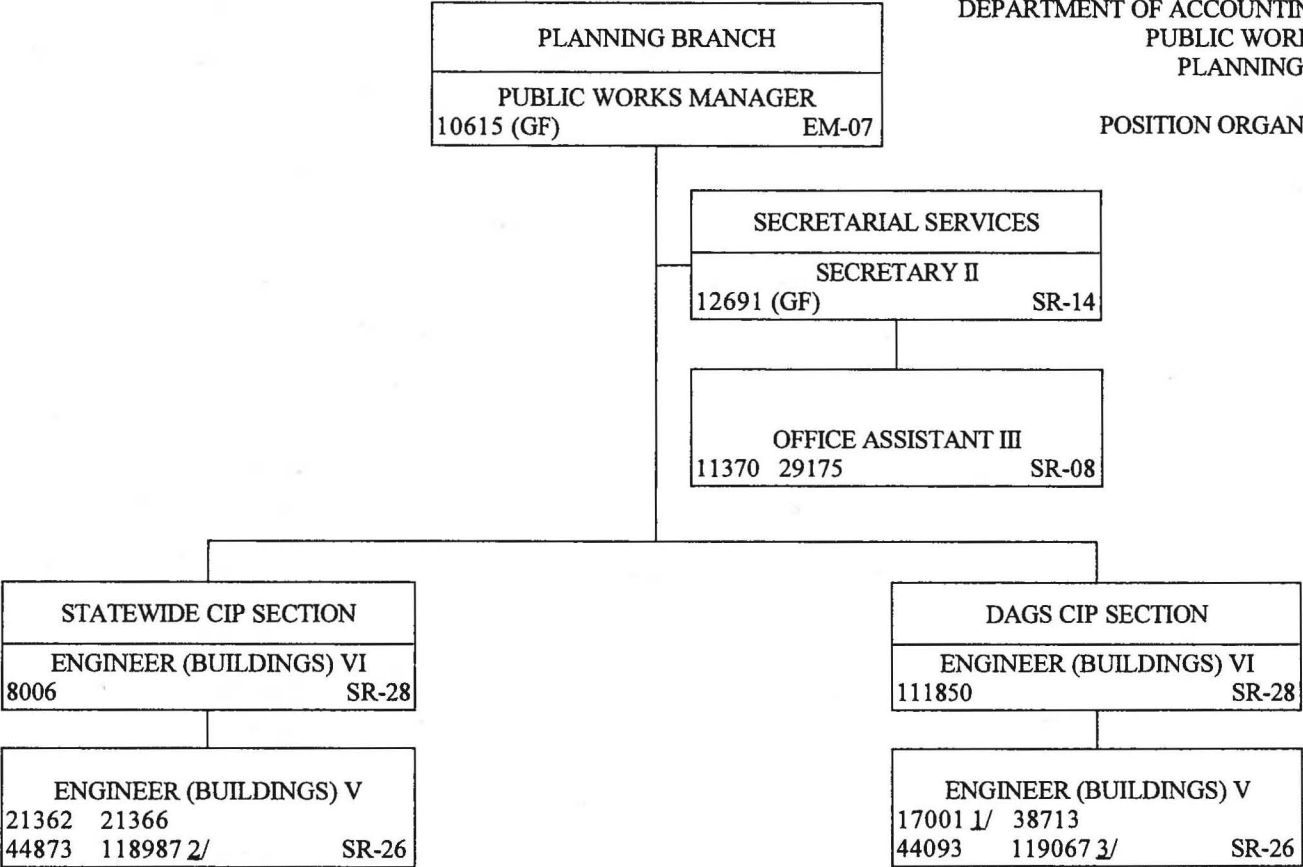 DEPARTMENT OF
PUBLIC
PLANNING
POSITION
PLANNING BRANCH
PUBLIC WORKS MANAGER
10615 (GF) EM-07
SECRETARIAL SERVICES
SECRETARY II
12691 (GF) SR-14
OFFICE ASSISTANT III
11370 29175 SR-08
STATEWIDE CIP SECTION
ENGINEER (BUILDINGS) VI
8006 SR-28
ENGINEER (BUILDINGS) V
21362 21366
44873 118987 2/ SR-26
DAGS CIP SECTION
ENGINEER (BUILDINGS) VI
111850 SR-28
ENGINEER (BUILDINGS) V
17001 1/ 38713
44093 119067 3/ SR-26